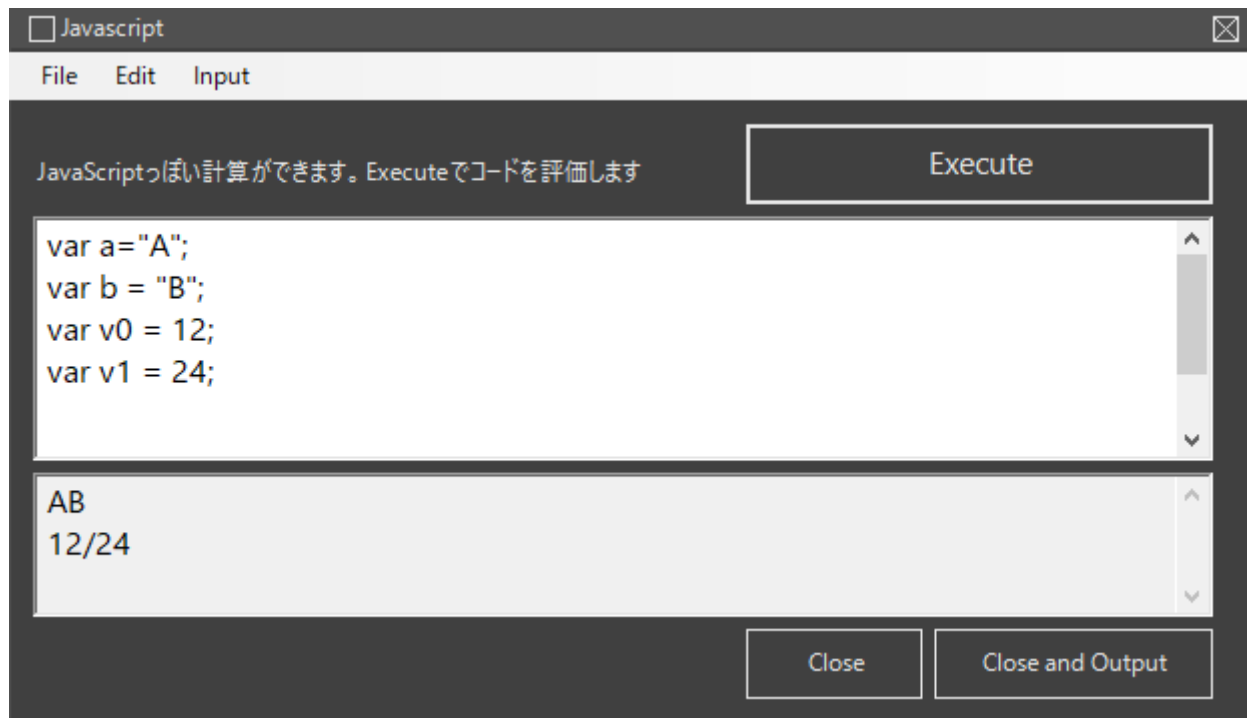 Javascript
File Edit Input
JavaScriptっぽい計算ができます。Executeでコードを評価します
Execute
var a="A";
var b = "B";
var v0 = 12;
var v1 = 24;
AB
12/24
Close
Close and Output